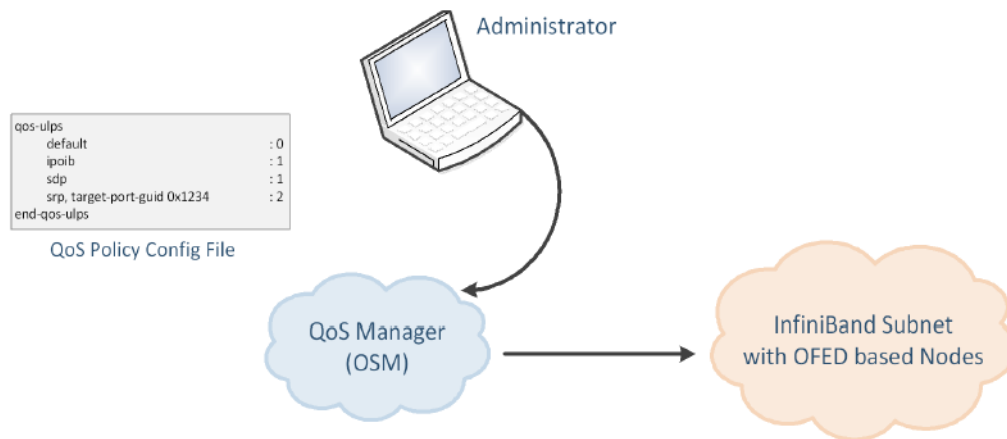 Administrator
qos-ulps
default : 0
ipoib : 1
sdp : 1
srp, target-port-guid 0x1234 : 2
end-qos-ulps
QoS Policy Config File
QoS Manager
(OSM)
InfiniBand Subnet
with OFED based Nodes